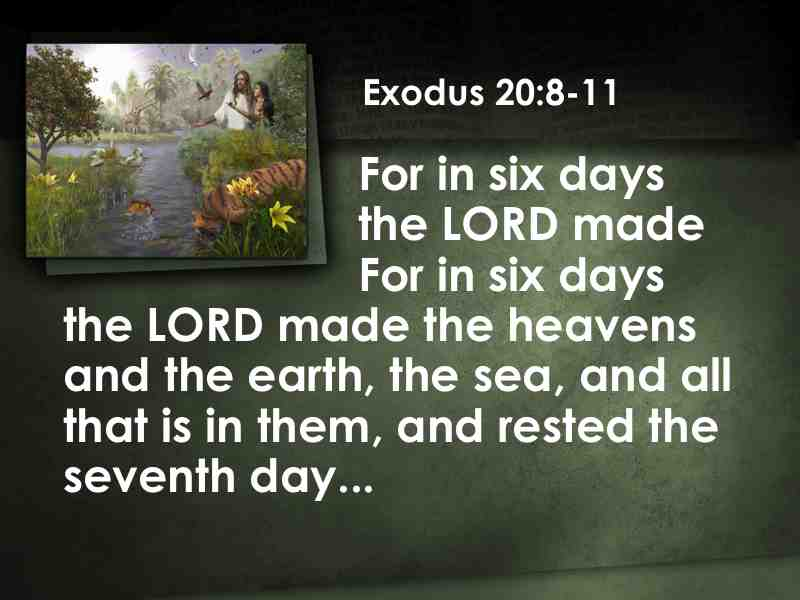 Exodus 20:8-11
For in six days
the LORD made
For in six days
the LORD made the heavens
and the earth, the sea, and all
that is in them, and rested the
seventh day...